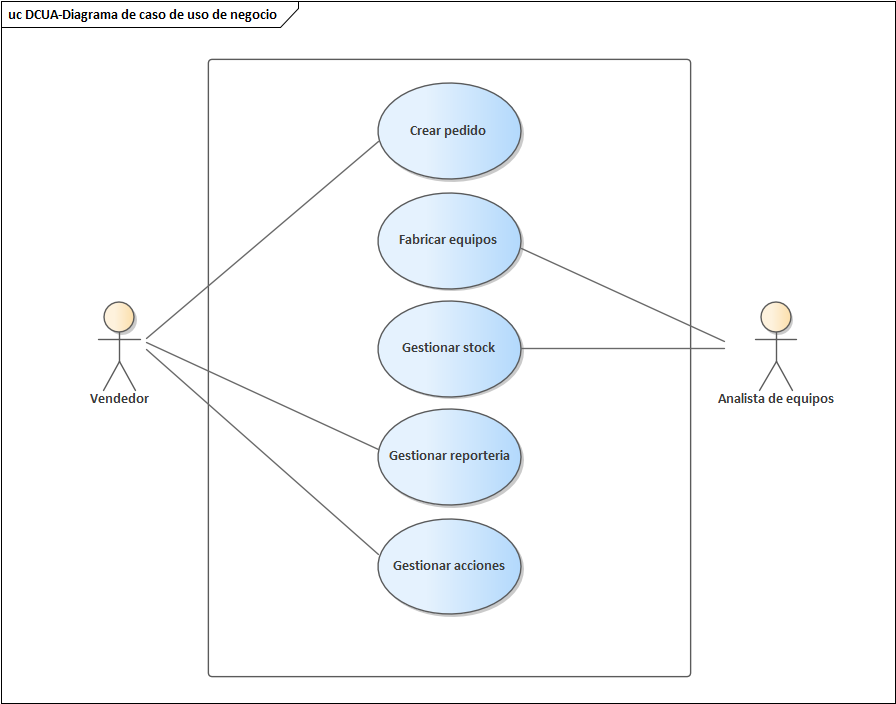 uc DCUA-Diagrama de caso de uso de negocio
Crear pedido
Fabricar equipos
Gestionar stock
Vendedor
Analista de equipos
Gestionar reporteria
Gestionar acciones